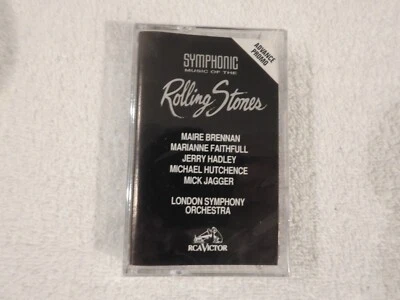 SYMPHONIC
MUSIC OF THE
Rolling Stones
ADVANCE
PROMO
MAIRE BRENNAN
MARIANNE FAITHFULL
JERRY HADLEY
MICHAEL HUTCHENCE
MICK JAGGER
LONDON SYMPHONY
ORCHESTRA
RCA VICTOR